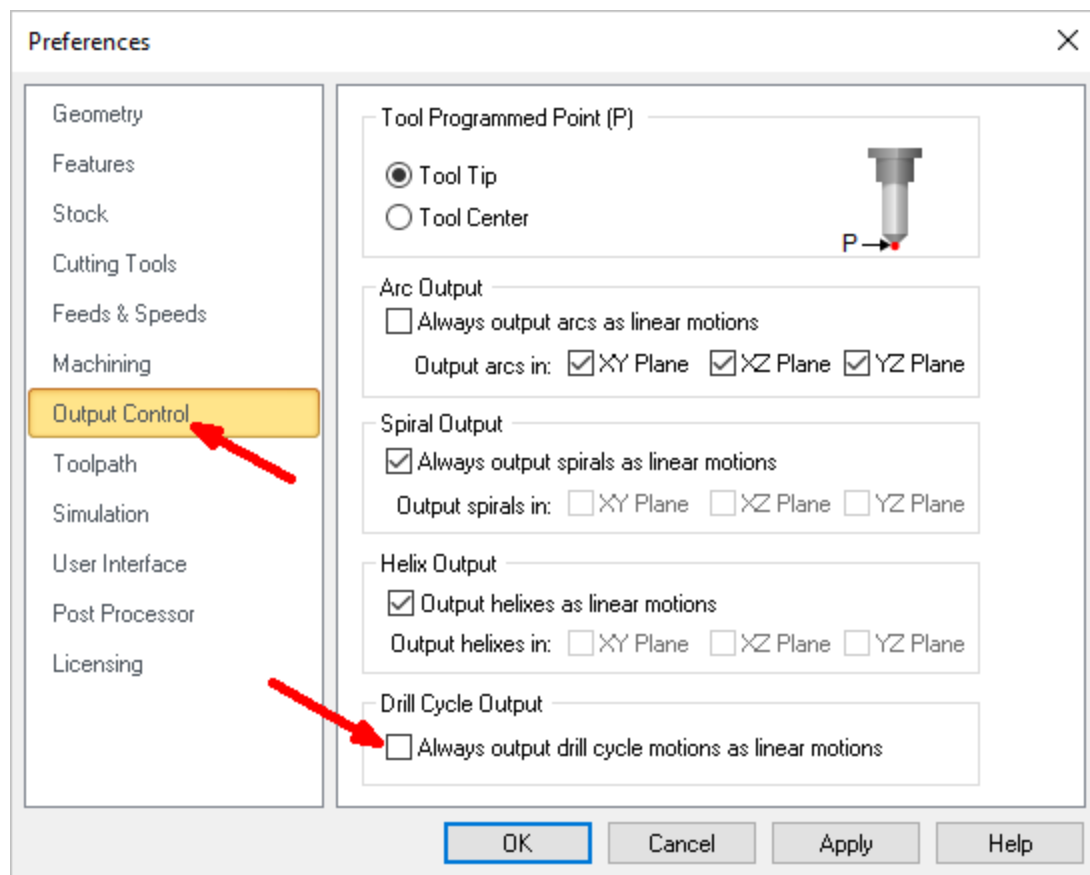 Preferences
Geometry
Features
Stock
Cutting Tools
Feeds & Speeds
Machining
Output Control
Toolpath
Simulation
User Interface
Post Processor
Licensing
Tool Programmed Point (P)
Tool Tip
Tool Center
P
Arc Output
Always output arcs as linear motions
Output arcs in: XY Plane XZ Plane YZ Plane
Spiral Output
Always output spirals as linear motions
Output spirals in: XY Plane XZ Plane YZ Plane
Helix Output
Output helixes as linear motions
Output helixes in: XY Plane XZ Plane YZ Plane
Drill Cycle Output
Always output drill cycle motions as linear motions
OK Cancel Apply Help